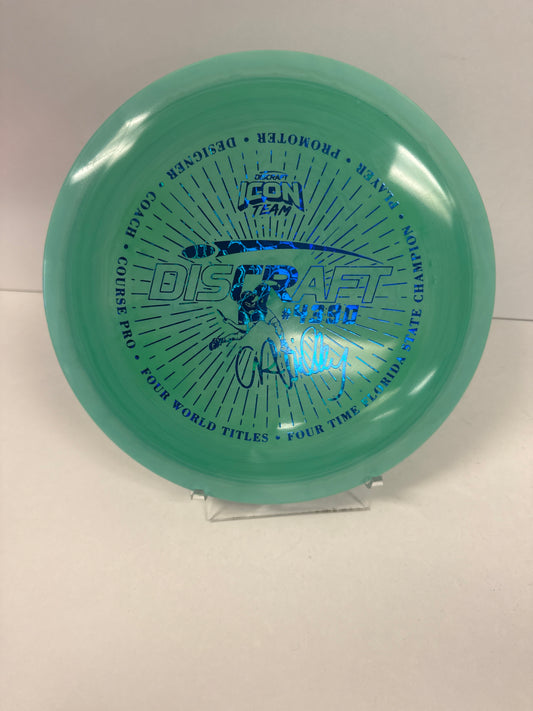 DISCRAFT
ICON
TEAM
DISCRAFT
#4380
PLAYER • PROMOTER • DESIGNER • COACH • COURSE PRO • FOUR WORLD TITLES • FOUR TIME FLORIDA STATE CHAMPION •